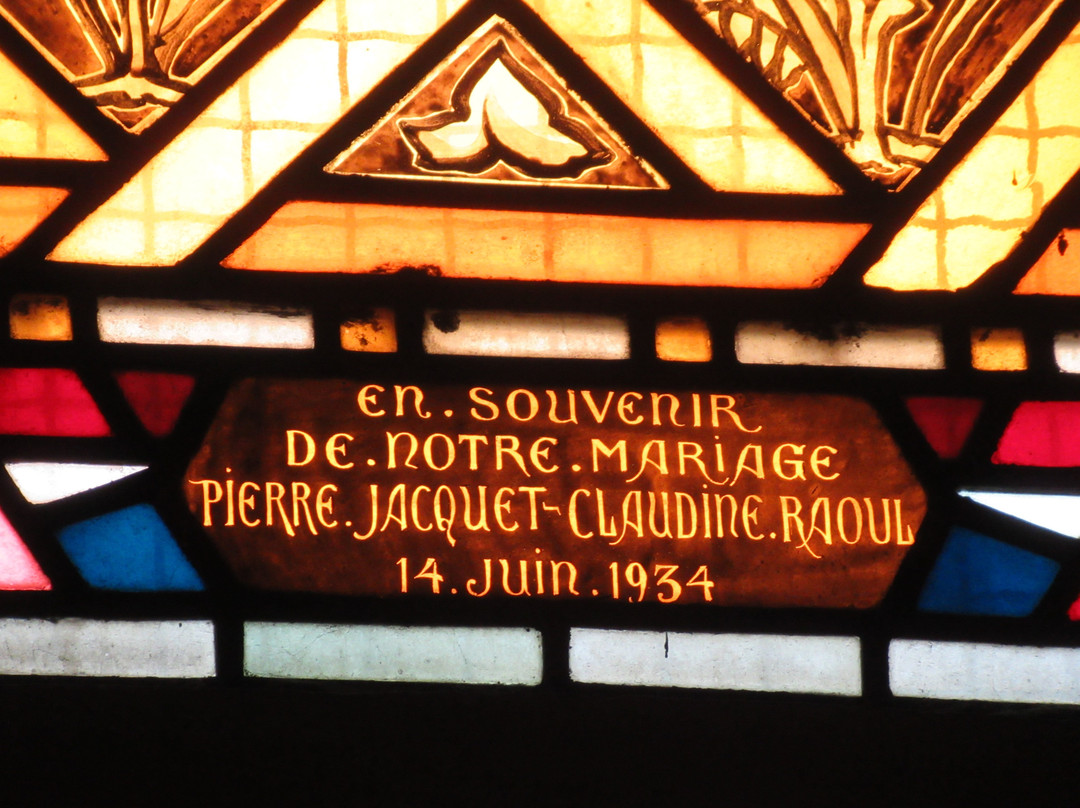 EN. SOUVENIR
DE. NOTRE. MARIAGE
PIERRE. JACQUET-CLAUDINE. RAOUL
14. JUIN. 1934